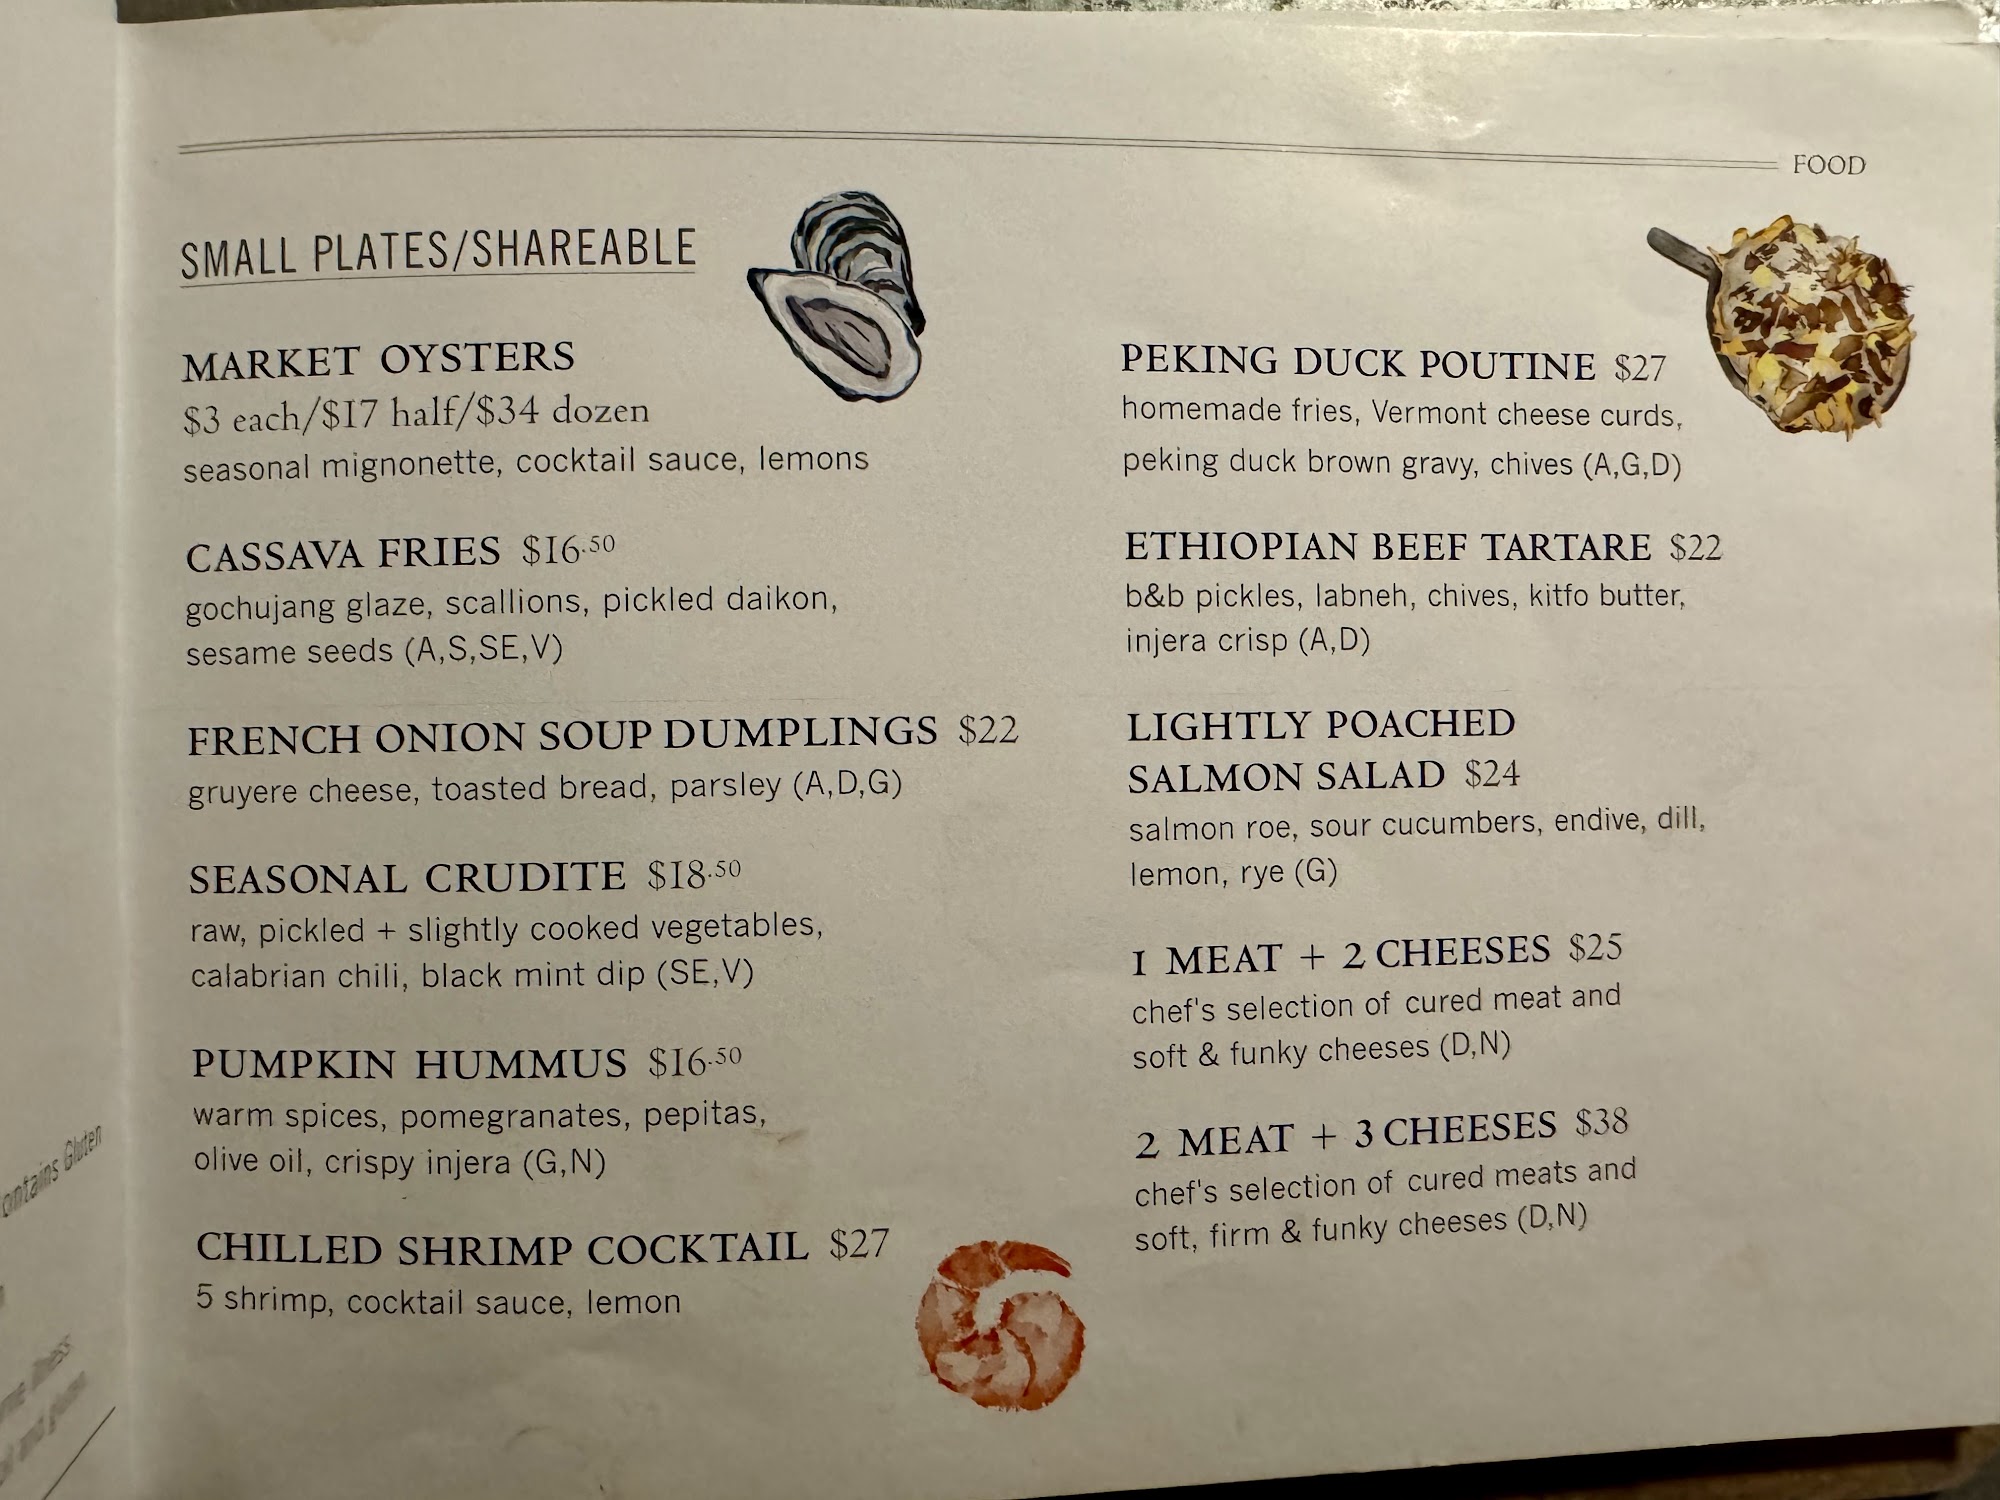 FOOD
SMALL PLATES/SHAREABLE
MARKET OYSTERS
$3 each/$17 half/$34 dozen
seasonal mignonette, cocktail sauce, lemons
CASSAVA FRIES $16.50
gochujang glaze, scallions, pickled daikon,
sesame seeds (A,S,SE,V)
FRENCH ONION SOUP DUMPLINGS $22
gruyere cheese, toasted bread, parsley (A,D,G)
SEASONAL CRUDITE $18.50
raw, pickled + slightly cooked vegetables,
calabrian chili, black mint dip (SE,V)
PUMPKIN HUMMUS $16.50
warm spices, pomegranates, pepitas,
olive oil, crispy injera (G,N)
CHILLED SHRIMP COCKTAIL $27
5 shrimp, cocktail sauce, lemon
PEKING DUCK POUTINE $27
homemade fries, Vermont cheese curds,
peking duck brown gravy, chives (A,G,D)
ETHIOPIAN BEEF TARTARE $22
b&b pickles, labneh, chives, kitfo butter,
injera crisp (A,D)
LIGHTLY POACHED
SALMON SALAD $24
salmon roe, sour cucumbers, endive, dill,
lemon, rye (G)
1 MEAT + 2 CHEESES $25
chef's selection of cured meat and
soft & funky cheeses (D,N)
2 MEAT + 3 CHEESES $38
chef's selection of cured meats and
soft, firm & funky cheeses (D,N)
ontains Gluten